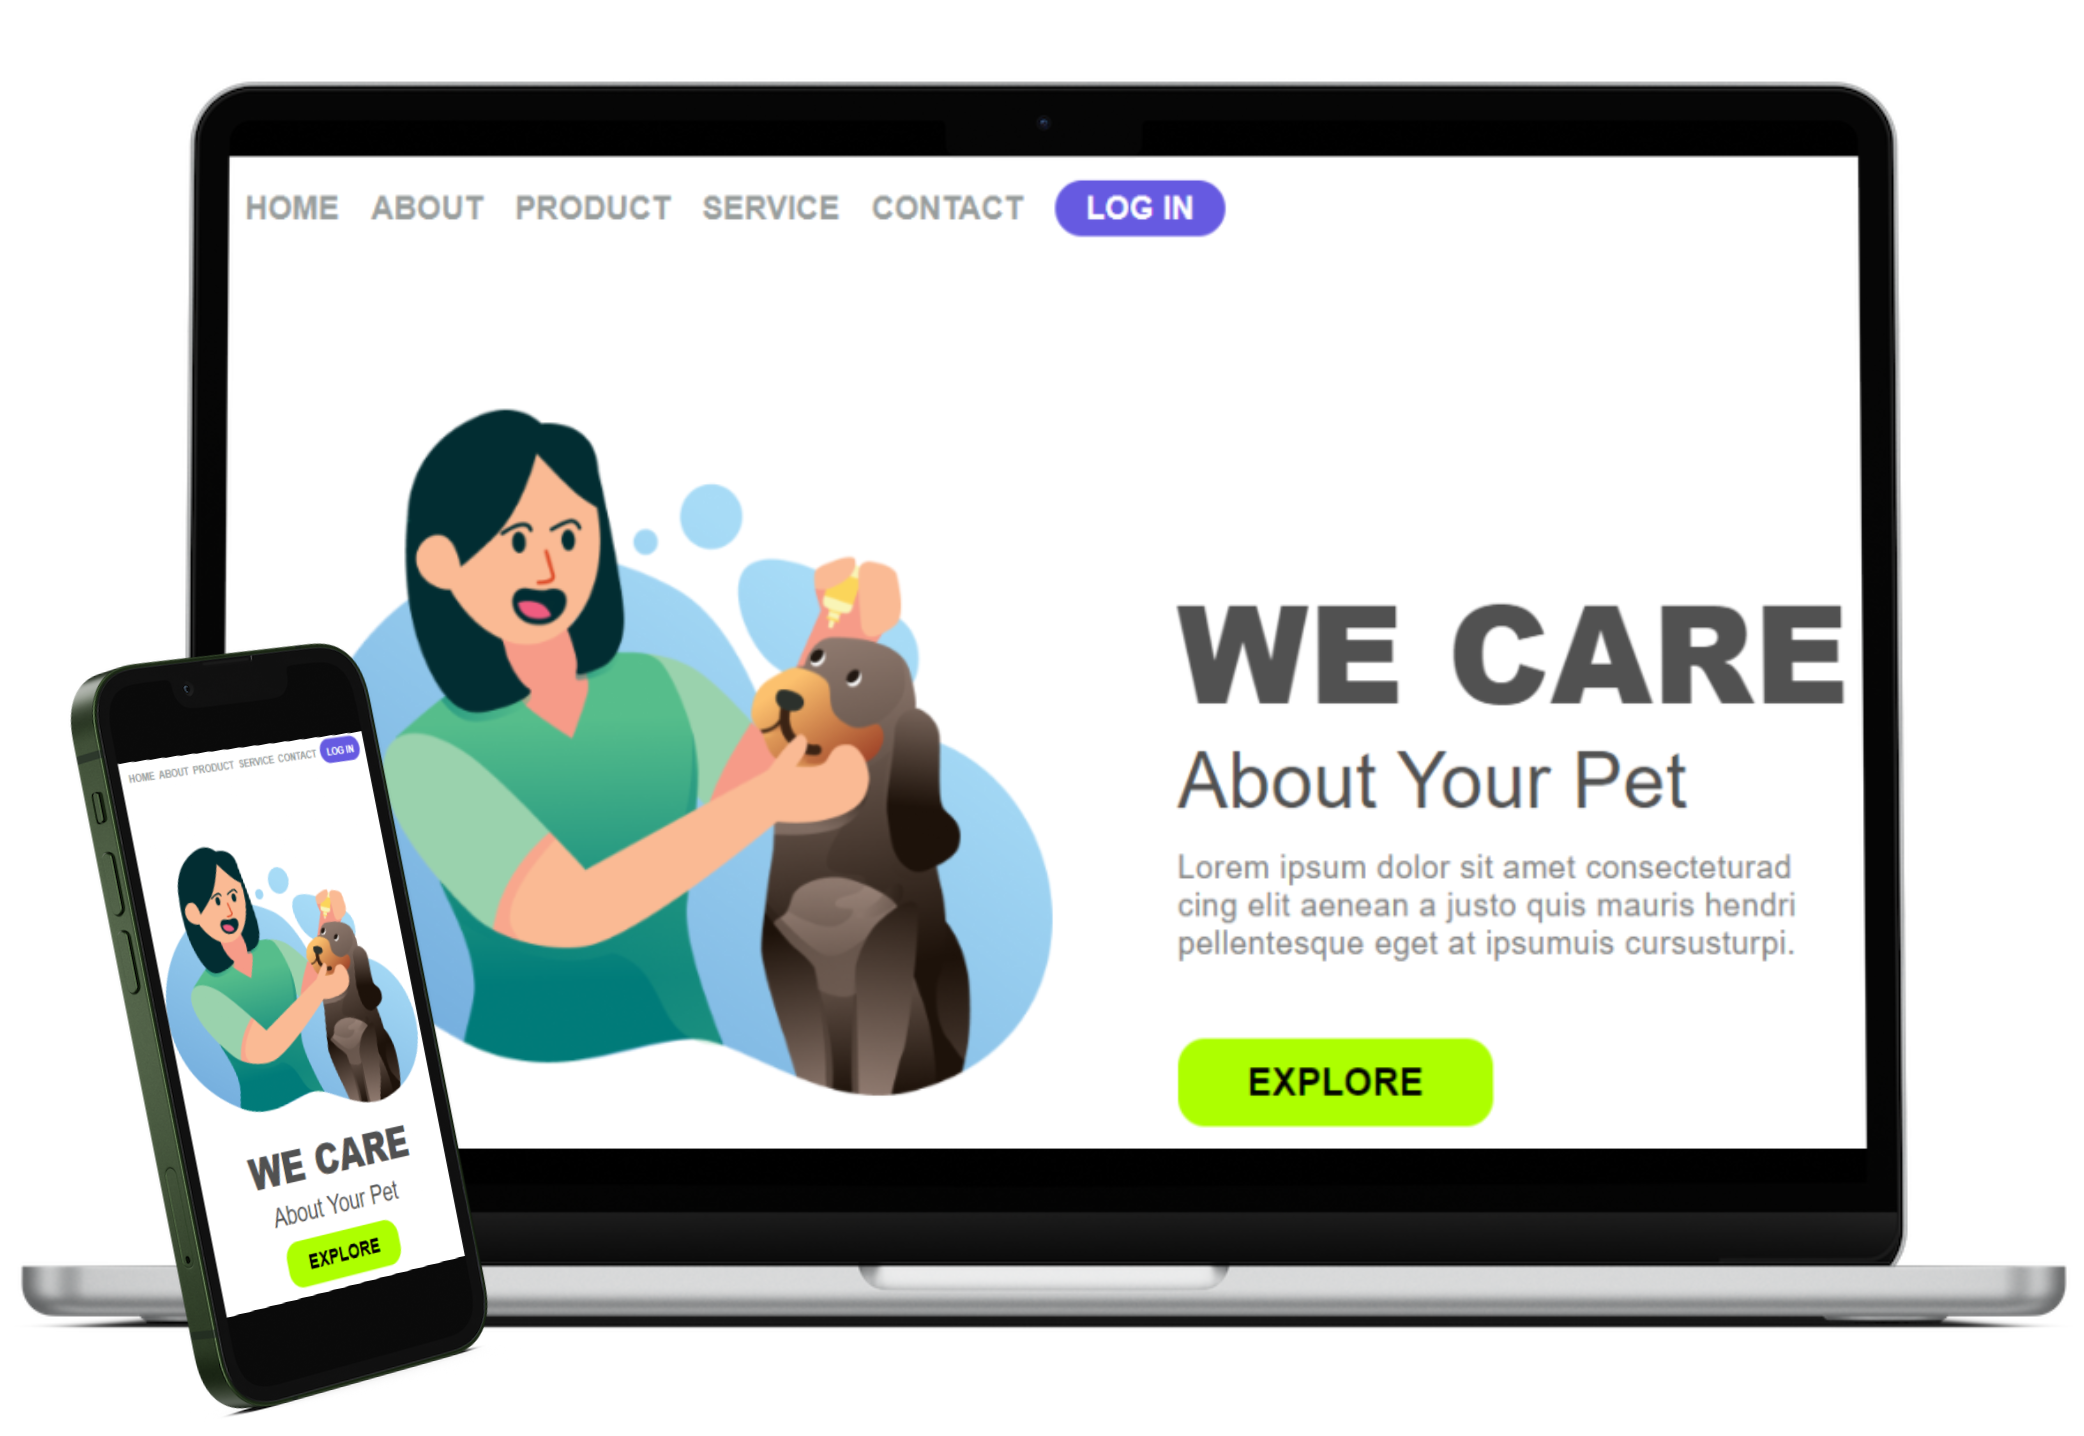 HOME ABOUT PRODUCT SERVICE CONTACT LOG IN
WE CARE
About Your Pet
Lorem ipsum dolor sit amet consecteturad
cing elit aenean a justo quis mauris hendri
pellentesque eget at ipsumuis cursusturpi.
EXPLORE
HOME ABOUT PRODUCT SERVICE CONTACT LOG IN
WE CARE
About Your Pet
EXPLORE